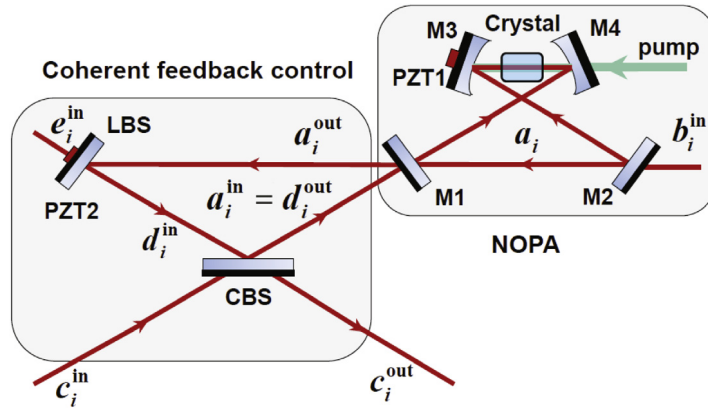 M3
Crystal
M4
pump
PZT1
Coherent feedback control
e_i^in
LBS
a_i^out
a_i
b_i^in
PZT2
a_i^in = d_i^out
M1
M2
d_i^in
NOPA
CBS
c_i^in
c_i^out